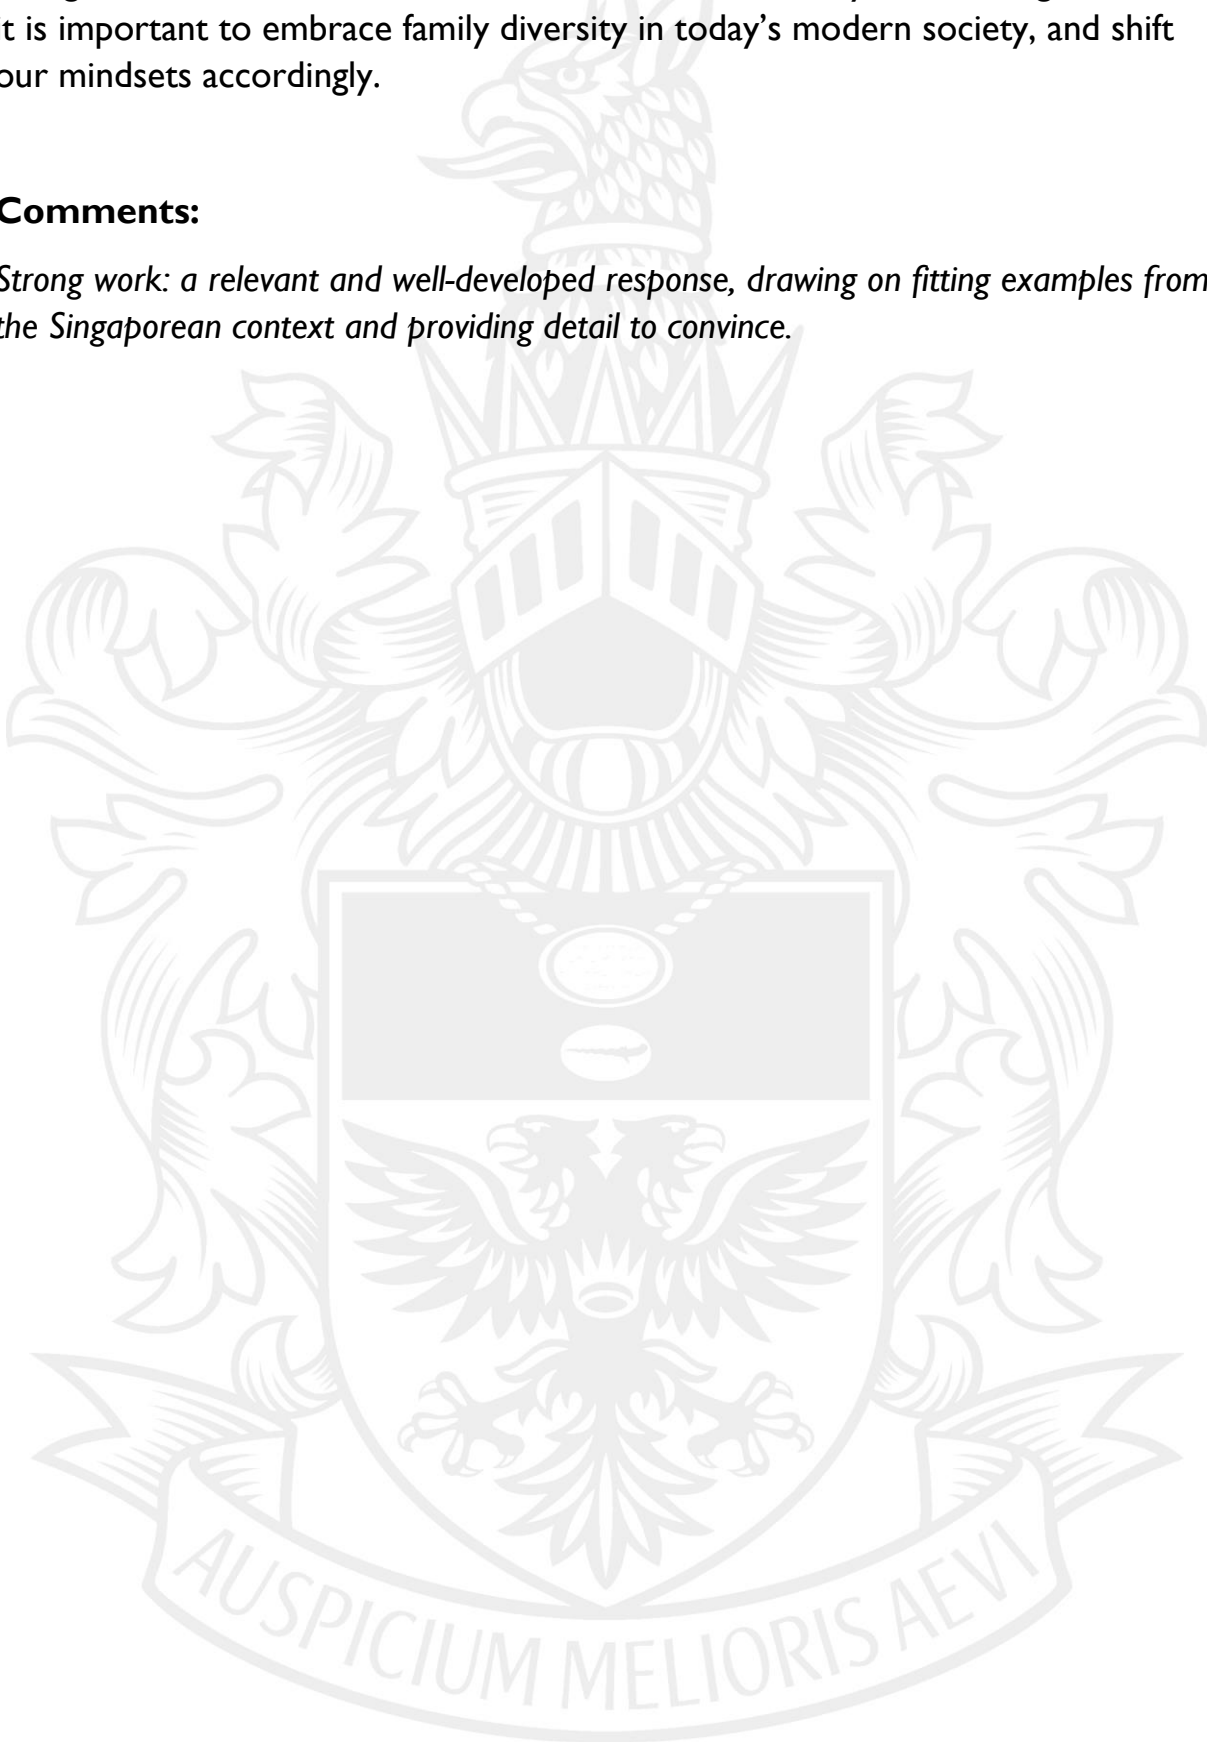 it is important to embrace family diversity in today's modern society, and shift
our mindsets accordingly.
Comments:
Strong work: a relevant and well-developed response, drawing on fitting examples from
the Singaporean context and providing detail to convince.
AUSPICIUM MELIORIS AEVI